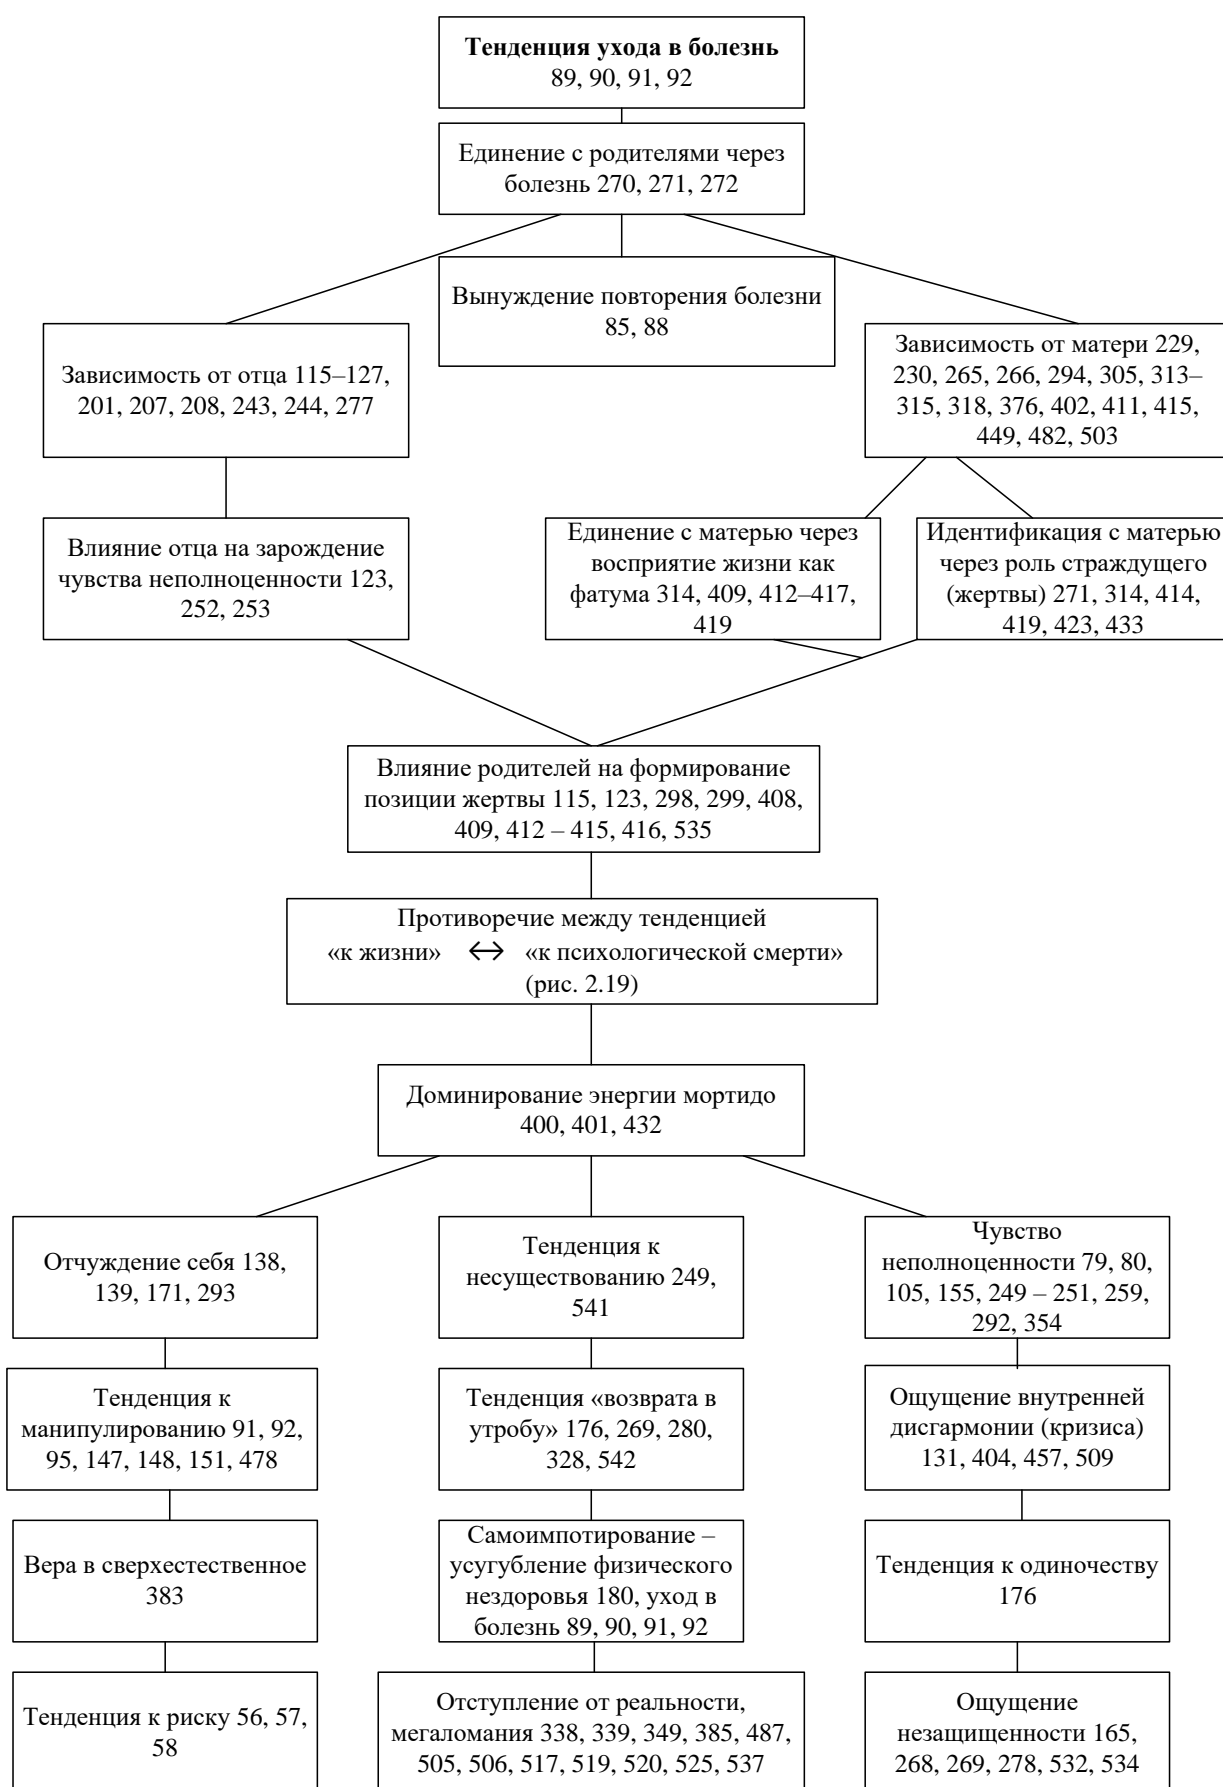 Тенденция ухода в болезнь
89, 90, 91, 92
Единение с родителями через
болезнь 270, 271, 272
Вынуждение повторения болезни
85, 88
Зависимость от отца 115–127,
201, 207, 208, 243, 244, 277
Зависимость от матери 229,
230, 265, 266, 294, 305, 313–
315, 318, 376, 402, 411, 415,
449, 482, 503
Влияние отца на зарождение
чувства неполноценности 123,
252, 253
Единение с матерью через
восприятие жизни как
фатума 314, 409, 412–417,
419
Идентификация с матерью
через роль страждущего
(жертвы) 271, 314, 414,
419, 423, 433
Влияние родителей на формирование
позиции жертвы 115, 123, 298, 299, 408,
409, 412 – 415, 416, 535
Противоречие между тенденцией
«к жизни» ↔ «к психологической смерти»
(рис. 2.19)
Доминирование энергии мортидо
400, 401, 432
Отчуждение себя 138,
139, 171, 293
Тенденция к
несуществованию 249,
541
Чувство
неполноценности 79, 80,
105, 155, 249 – 251, 259,
292, 354
Тенденция к
манипулированию 91, 92,
95, 147, 148, 151, 478
Тенденция «возврата в
утробу» 176, 269, 280,
328, 542
Ощущение внутренней
дисгармонии (кризиса)
131, 404, 457, 509
Вера в сверхестественное
383
Самоимпотирование –
усугубление физического
нездоровья 180, уход в
болезнь 89, 90, 91, 92
Тенденция к одиночеству
176
Тенденция к риску 56, 57,
58
Отступление от реальности,
мегаломания 338, 339, 349, 385, 487,
505, 506, 517, 519, 520, 525, 537
Ощущение
незащищенности 165,
268, 269, 278, 532, 534